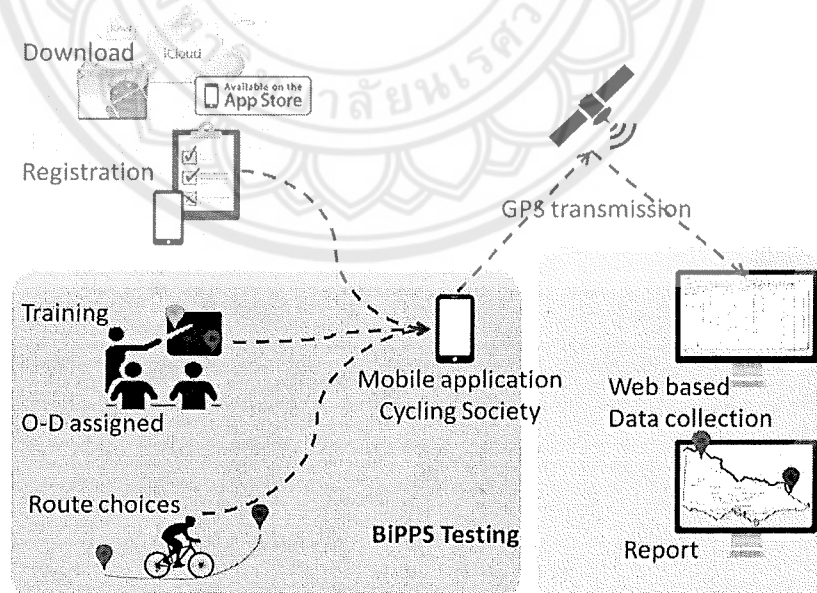 Download
iCloud
Available on the
App Store
Registration
GPS transmission
Training
O-D assigned
Mobile application
Cycling Society
Web based
Data collection
Route choices
BiPPS Testing
Report